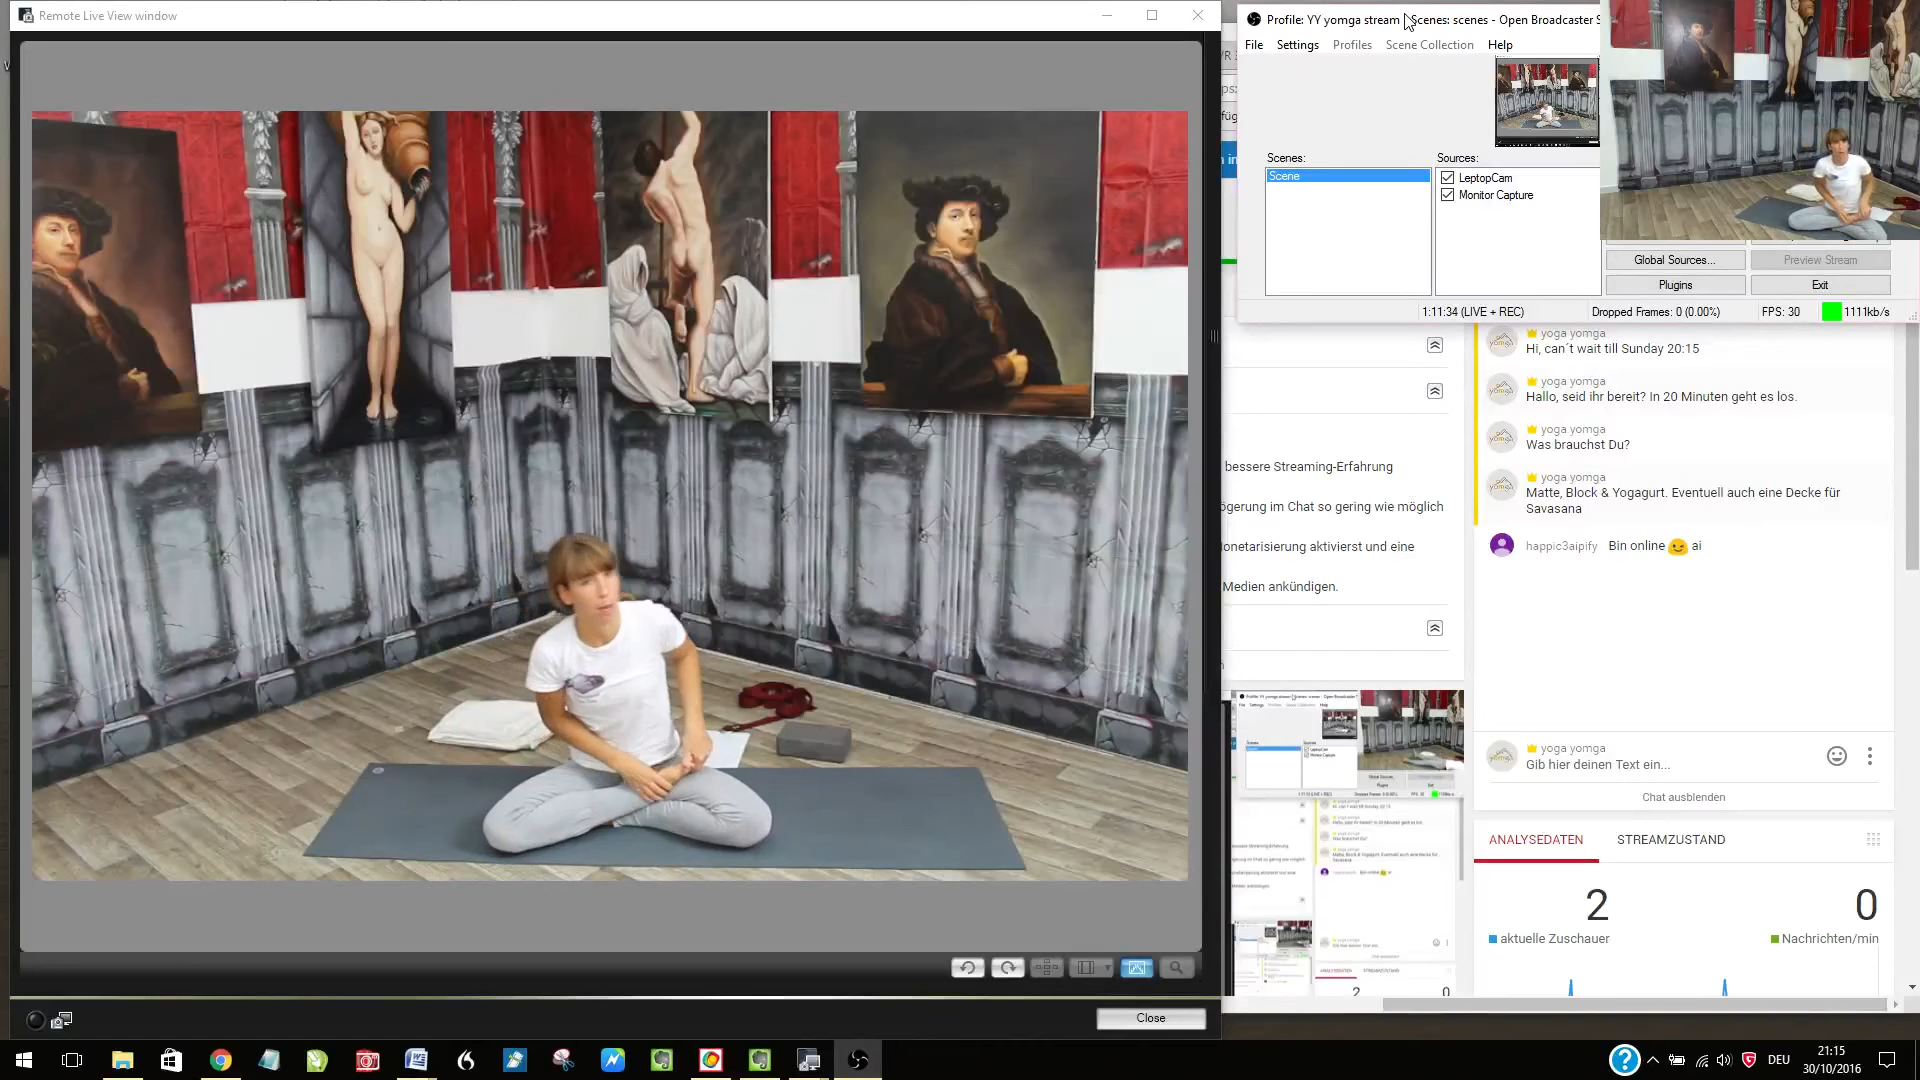 Remote Live View window
Profile: YY yomga stream
Scenes: scenes - Open Broadcaster S
File Settings Profiles Scene Collection Help
Scenes:
Sources:
Scene
LeptopCam
Monitor Capture
Global Sources...
Preview Stream
Plugins
Exit
1:11:34 (LIVE + REC)
Dropped Frames: 0 (0.00%)
FPS: 30
1111kb/s
yoga yomga
Hi, can´t wait till Sunday 20:15
yoga yomga
Hallo, seid ihr bereit? In 20 Minuten geht es los.
yoga yomga
Was brauchst Du?
yoga yomga
Matte, Block & Yogagurt. Eventuell auch eine Decke für
Savasana
happic3aipify Bin online 😉 ai
bessere Streaming-Erfahrung
ögerung im Chat so gering wie möglich
onetarisierung aktivierst und eine
Medien ankündigen.
yoga yomga
Gib hier deinen Text ein...
Chat ausblenden
ANALYSEDATEN STREAMZUSTAND
2
0
aktuelle Zuschauer
Nachrichten/min
Close
DEU
21:15
30/10/2016